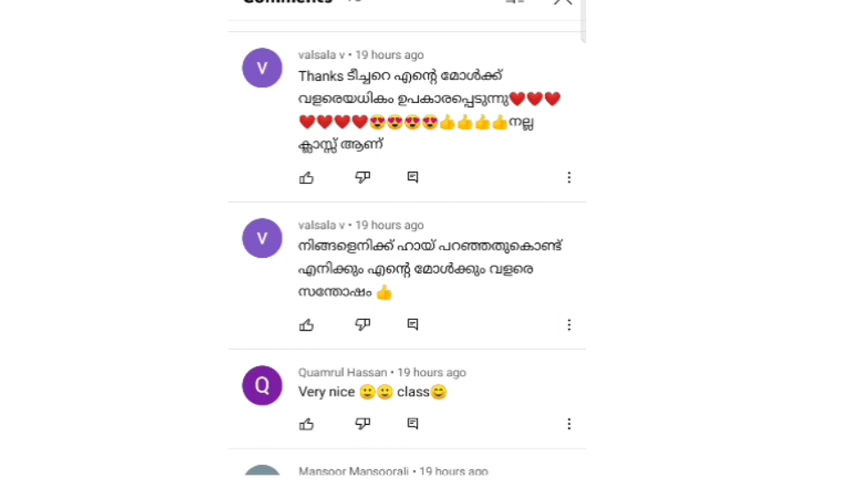 Comments
valsala v • 19 hours ago
Thanks ടീച്ചറെ എന്റെ മോൾക്ക്
വളരെയധികം ഉപകാരപ്പെടുന്നു❤️❤️❤️
❤️❤️❤️❤️😍😍😍😍👍👍👍👍നല്ല
ക്ലാസ്സ് ആണ്
valsala v • 19 hours ago
നിങ്ങളെനിക്ക് ഹായ് പറഞ്ഞതുകൊണ്ട്
എനിക്കും എന്റെ മോൾക്കും വളരെ
സന്തോഷം 👍
Quamrul Hassan • 19 hours ago
Very nice 🙂🙂 class😊
Mansoor Mansoorali • 19 hours ago